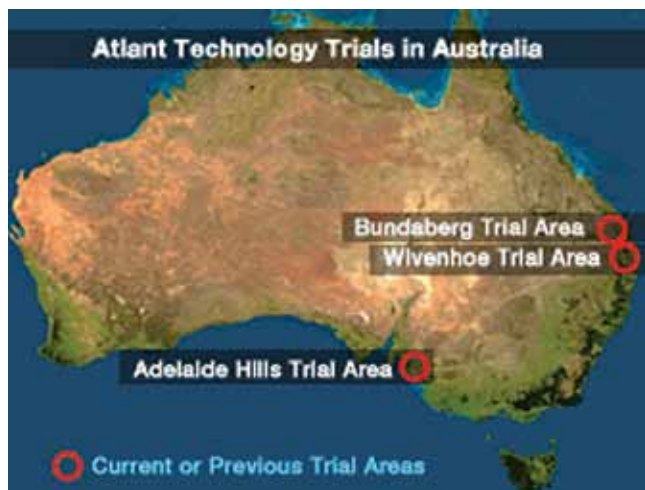 Atlant Technology Trials in Australia
Bundaberg Trial Area
Wivenhoe Trial Area
Adelaide Hills Trial Area
Current or Previous Trial Areas